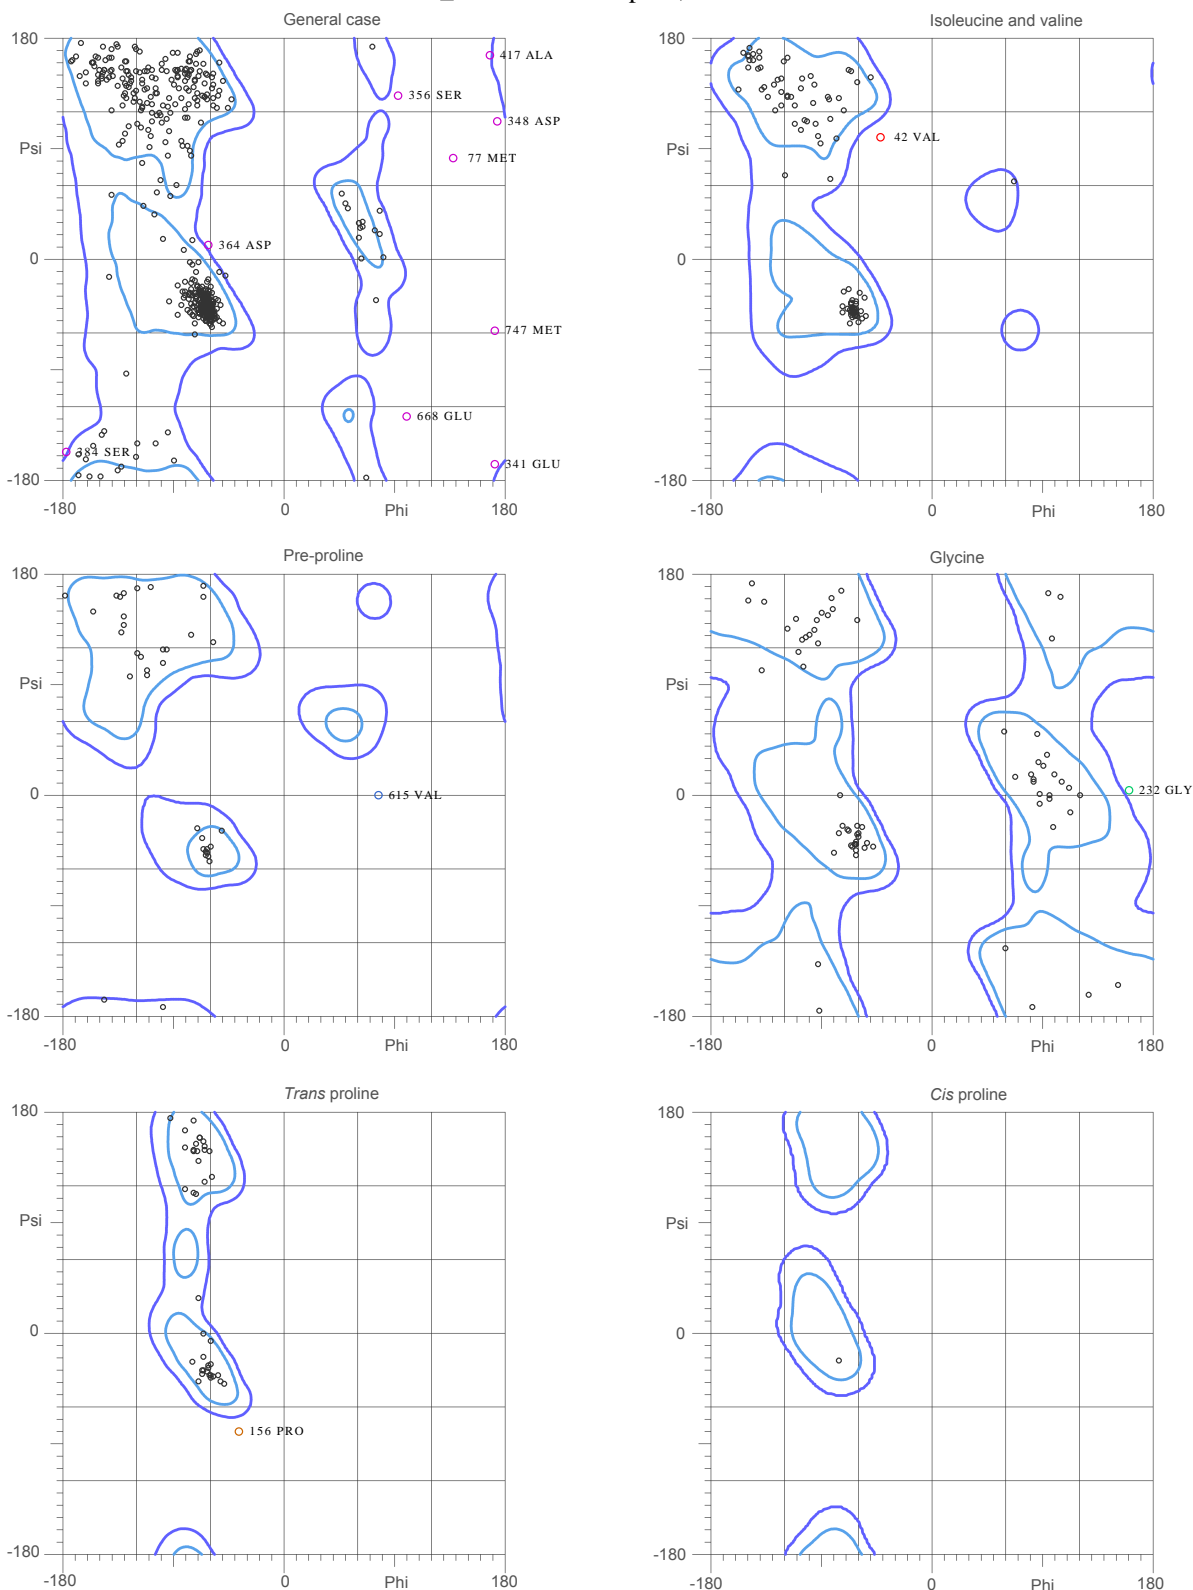 General case
Isoleucine and valine
180
180
417 ALA
356 SER
348 ASP
42 VAL
Psi
Psi
77 MET
364 ASP
0
0
747 MET
668 GLU
384 SER
341 GLU
-180
-180
-180
0
Phi
180
-180
0
Phi
180
Pre-proline
Glycine
180
180
Psi
Psi
0
615 VAL
0
232 GLY
-180
-180
-180
0
Phi
180
-180
0
Phi
180
Trans proline
Cis proline
180
180
Psi
Psi
0
0
156 PRO
-180
-180
-180
0
Phi
180
-180
0
Phi
180